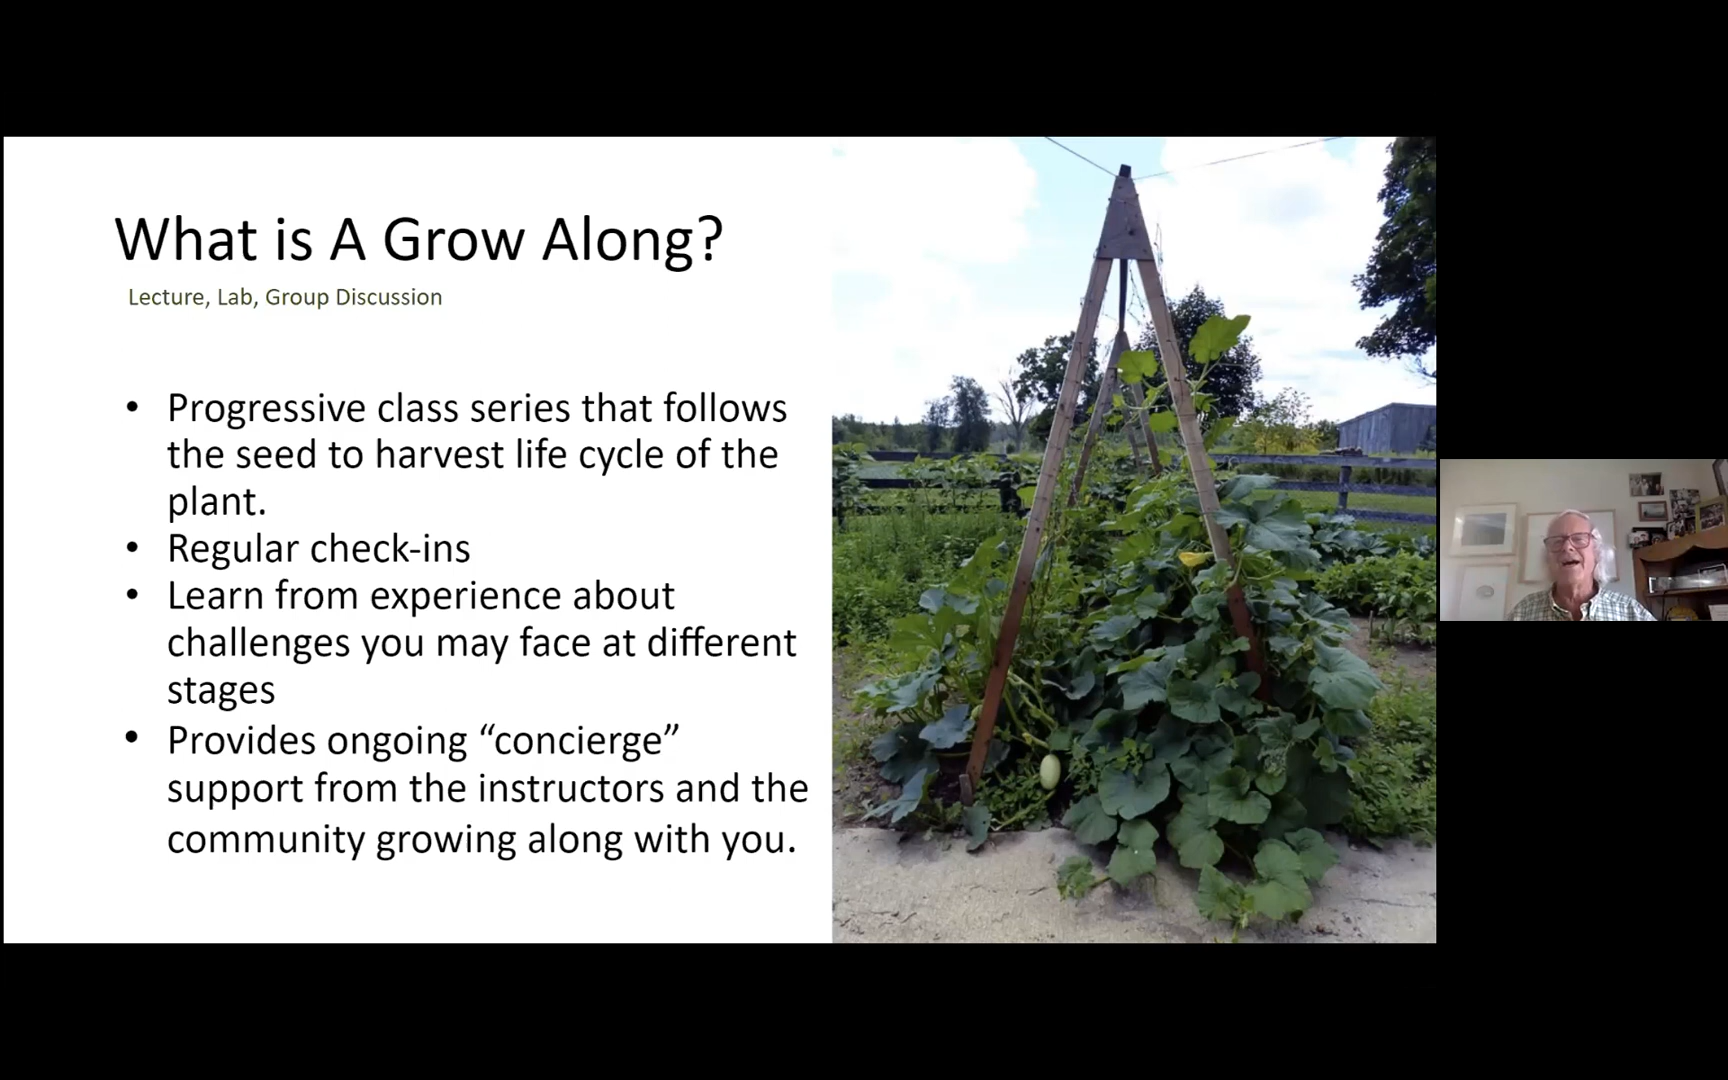 What is A Grow Along?
Lecture, Lab, Group Discussion
• Progressive class series that follows
the seed to harvest life cycle of the
plant.
• Regular check-ins
• Learn from experience about
challenges you may face at different
stages
• Provides ongoing “concierge”
support from the instructors and the
community growing along with you.